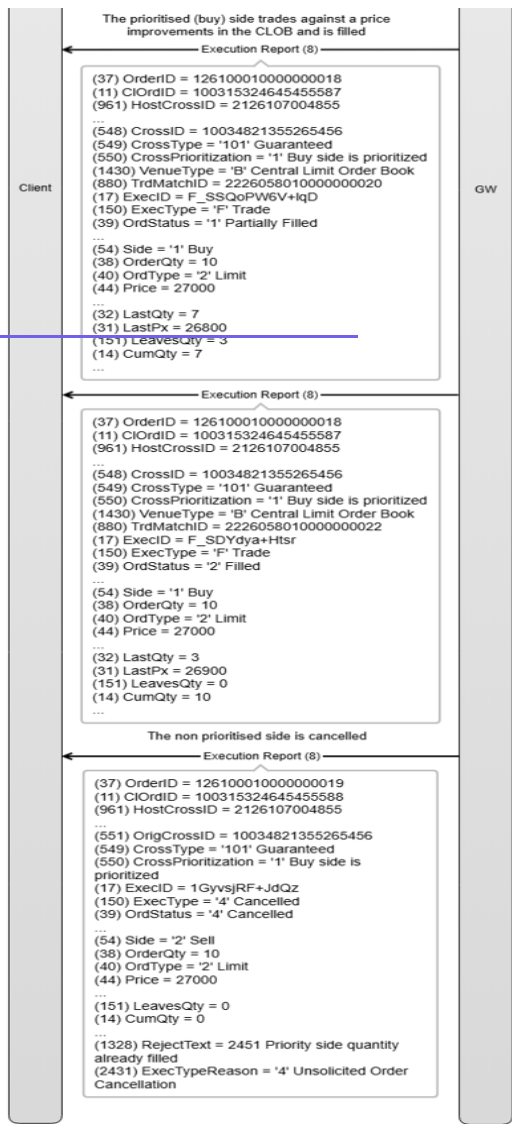 The prioritised (buy) side trades against a price
improvements in the CLOB and is filled
Execution Report (8)
(37) OrderID = 126100010000000018
(11) ClOrdID = 100315324645455587
(961) HostCrossID = 2126107004855
...
(548) CrossID = 10034821355265456
(549) CrossType = '101' Guaranteed
(550) CrossPrioritization = '1' Buy side is prioritized
(1430) VenueType = 'B' Central Limit Order Book
(880) TrdMatchID = 2226058010000000020
(17) ExecID = F_SSQoPW6V+lqD
(150) ExecType = 'F' Trade
(39) OrdStatus = '1' Partially Filled
...
Client
GW
(54) Side = '1' Buy
(38) OrderQty = 10
(40) OrdType = '2' Limit
(44) Price = 27000
...
(32) LastQty = 7
(31) LastPx = 26800
(151) LeavesQty = 3
(14) CumQty = 7
...
Execution Report (8)
(37) OrderID = 126100010000000018
(11) ClOrdID = 100315324645455587
(961) HostCrossID = 2126107004855
...
(548) CrossID = 10034821355265456
(549) CrossType = '101' Guaranteed
(550) CrossPrioritization = '1' Buy side is prioritized
(1430) VenueType = 'B' Central Limit Order Book
(880) TrdMatchID = 2226058010000000022
(17) ExecID = F_SDYdya+Htsr
(150) ExecType = 'F' Trade
(39) OrdStatus = '2' Filled
...
(54) Side = '1' Buy
(38) OrderQty = 10
(40) OrdType = '2' Limit
(44) Price = 27000
...
(32) LastQty = 3
(31) LastPx = 26900
(151) LeavesQty = 0
(14) CumQty = 10
...
The non prioritised side is cancelled
Execution Report (8)
(37) OrderID = 126100010000000019
(11) ClOrdID = 100315324645455588
(961) HostCrossID = 2126107004855
...
(551) OrigCrossID = 10034821355265456
(549) CrossType = '101' Guaranteed
(550) CrossPrioritization = '1' Buy side is
prioritized
(17) ExecID = 1GyvsjRF+JdQz
(150) ExecType = '4' Cancelled
(39) OrdStatus = '4' Cancelled
...
(54) Side = '2' Sell
(38) OrderQty = 10
(40) OrdType = '2' Limit
(44) Price = 27000
...
(151) LeavesQty = 0
(14) CumQty = 0
...
(1328) RejectText = 2451 Priority side quantity
already filled
(2431) ExecTypeReason = '4' Unsolicited Order
Cancellation